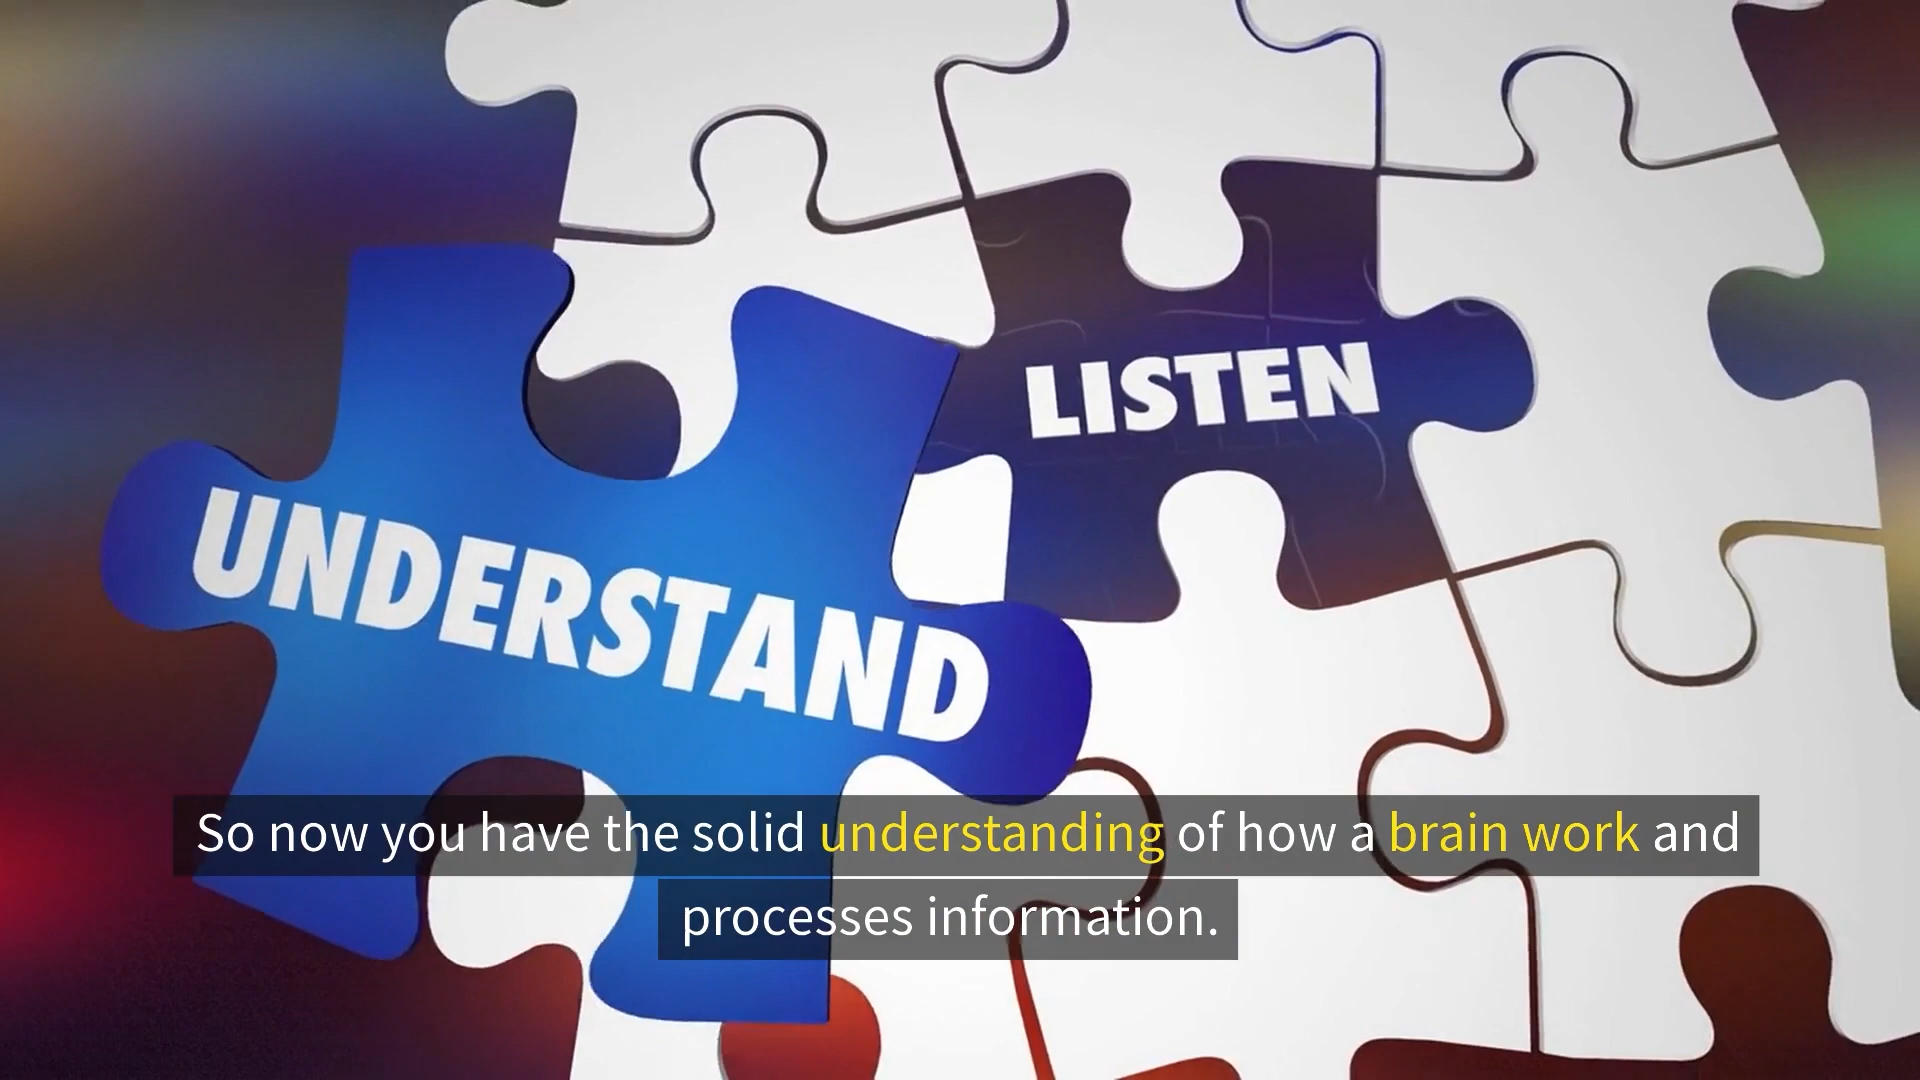 LISTEN
UNDERSTAND
So now you have the solid understanding of how a brain work and
processes information.